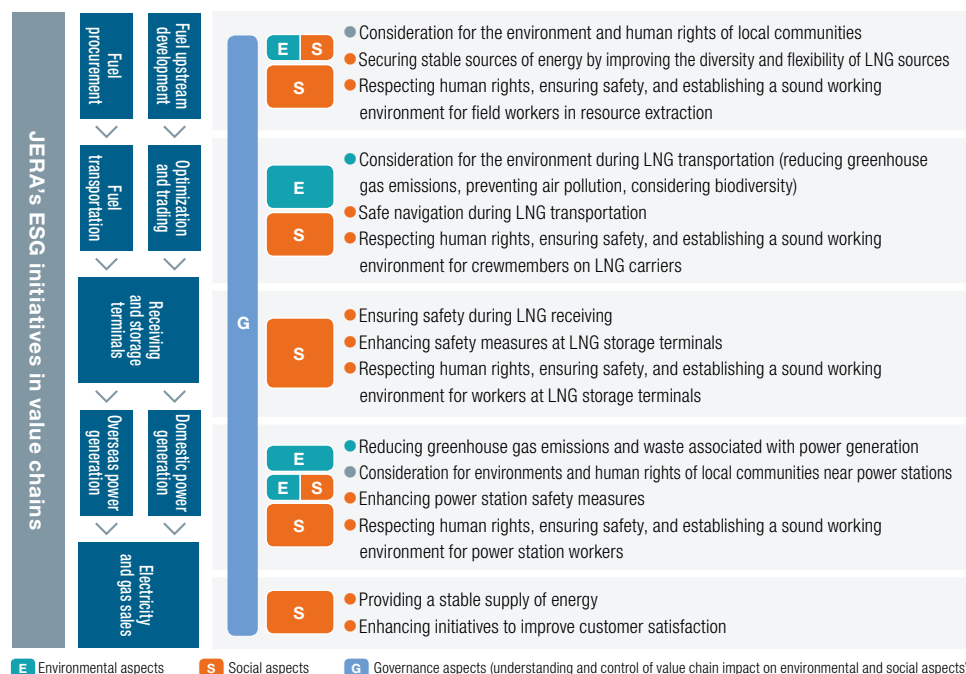 JERA's ESG initiatives in value chains
Fuel
procurement
Fuel upstream
development
Fuel
transportation
Optimization
and trading
Receiving
and storage
terminals
Overseas power
generation
Domestic power
generation
Electricity
and gas sales
G
E S
S
Consideration for the environment and human rights of local communities
Securing stable sources of energy by improving the diversity and flexibility of LNG sources
Respecting human rights, ensuring safety, and establishing a sound working
environment for field workers in resource extraction
E
S
Consideration for the environment during LNG transportation (reducing greenhouse
gas emissions, preventing air pollution, considering biodiversity)
Safe navigation during LNG transportation
Respecting human rights, ensuring safety, and establishing a sound working
environment for crewmembers on LNG carriers
S
Ensuring safety during LNG receiving
Enhancing safety measures at LNG storage terminals
Respecting human rights, ensuring safety, and establishing a sound working
environment for workers at LNG storage terminals
E
E S
S
Reducing greenhouse gas emissions and waste associated with power generation
Consideration for environments and human rights of local communities near power stations
Enhancing power station safety measures
Respecting human rights, ensuring safety, and establishing a sound working
environment for power station workers
S
Providing a stable supply of energy
Enhancing initiatives to improve customer satisfaction
E Environmental aspects S Social aspects G Governance aspects (understanding and control of value chain impact on environmental and social aspects)